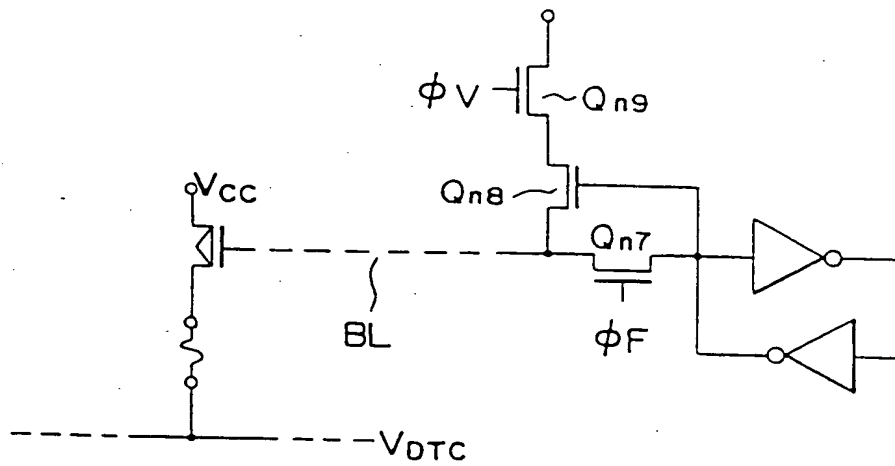 ϕV
Qn9
VCC
Qn8
Qn7
BL
ϕF
VDTC